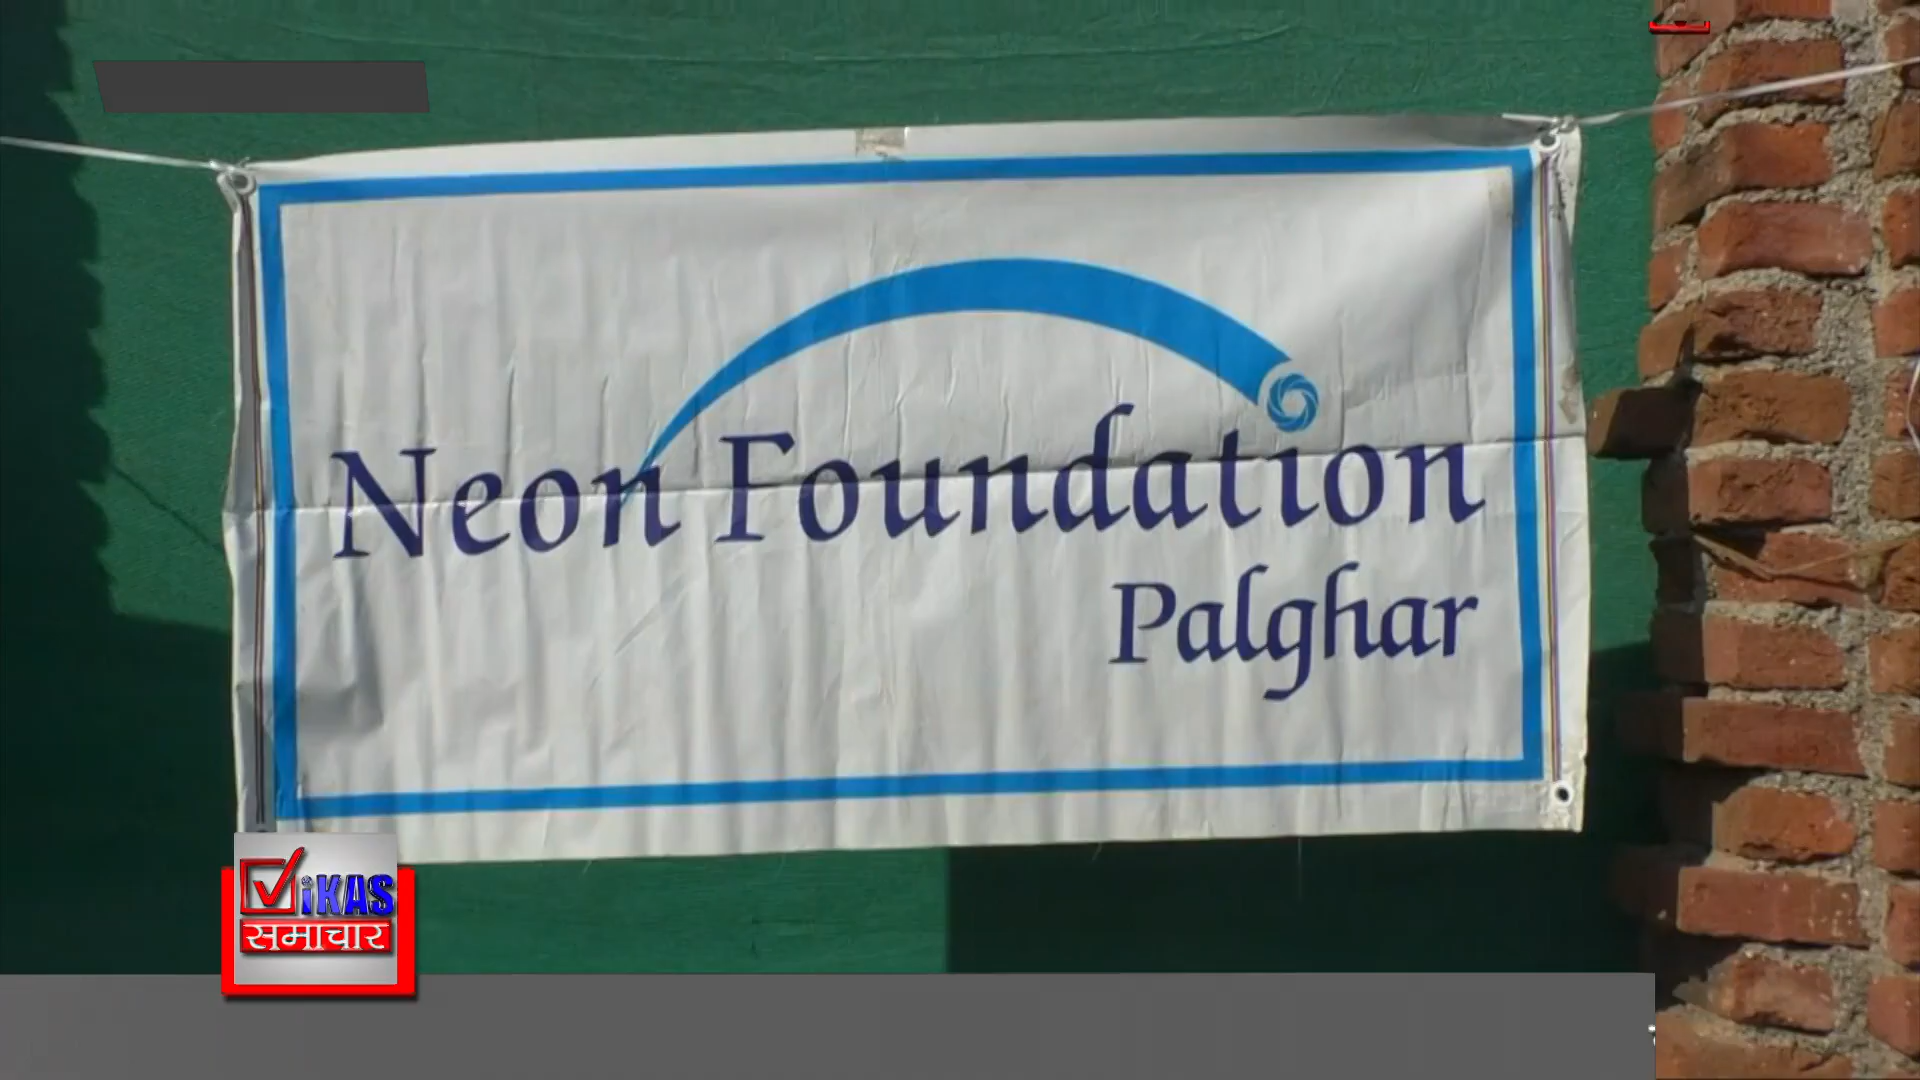 Neon Foundation
Palghar
ViKAS
समाचार